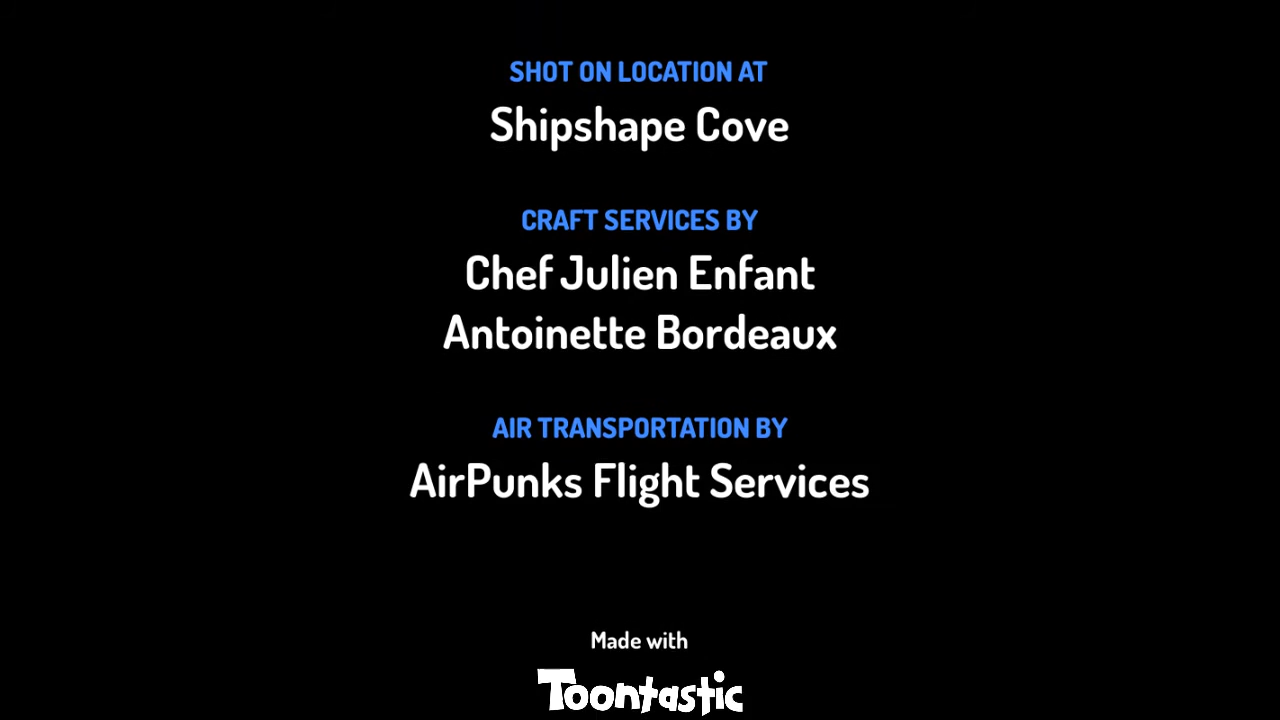 SHOT ON LOCATION AT
Shipshape Cove
CRAFT SERVICES BY
Chef Julien Enfant
Antoinette Bordeaux
AIR TRANSPORTATION BY
AirPunks Flight Services
Made with
Toontastic